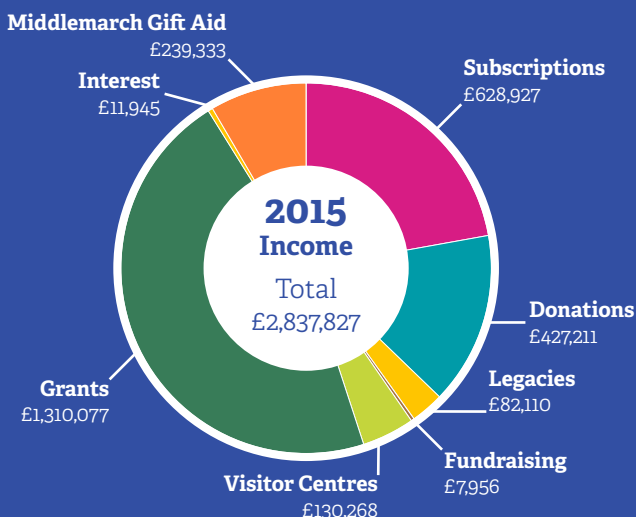 Middlemarch Gift Aid
£239,333
Interest
£11,945
Subscriptions
£628,927
2015
Income
Total
£2,837,827
Donations
£427,211
Legacies
£82,110
Grants
£1,310,077
Fundraising
£7,956
Visitor Centres
£130,268